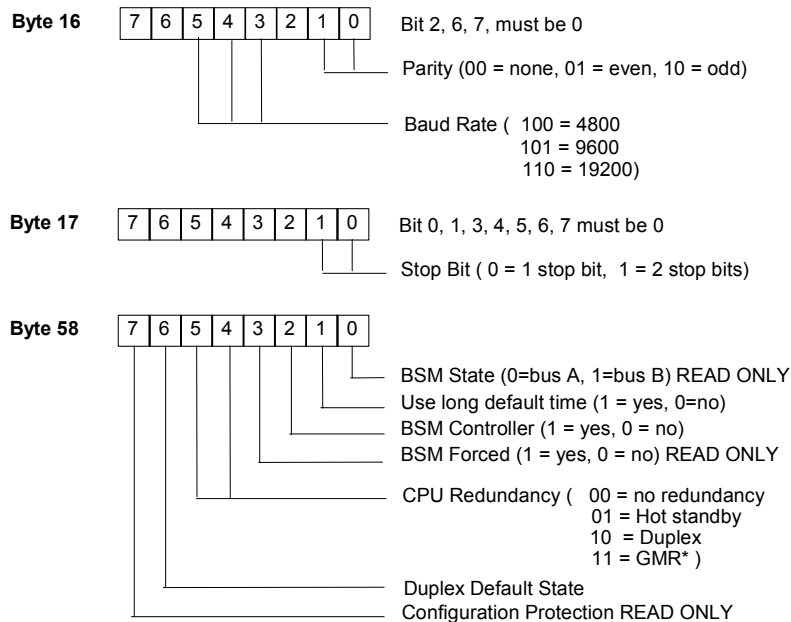 Byte 16 7 6 5 4 3 2 1 0 Bit 2, 6, 7, must be 0
Parity (00 = none, 01 = even, 10 = odd)
Baud Rate ( 100 = 4800
101 = 9600
110 = 19200)
Byte 17 7 6 5 4 3 2 1 0 Bit 0, 1, 3, 4, 5, 6, 7 must be 0
Stop Bit ( 0 = 1 stop bit, 1 = 2 stop bits)
Byte 58 7 6 5 4 3 2 1 0
BSM State (0=bus A, 1=bus B) READ ONLY
Use long default time (1 = yes, 0=no)
BSM Controller (1 = yes, 0 = no)
BSM Forced (1 = yes, 0 = no) READ ONLY
CPU Redundancy ( 00 = no redundancy
01 = Hot standby
10 = Duplex
11 = GMR* )
Duplex Default State
Configuration Protection READ ONLY